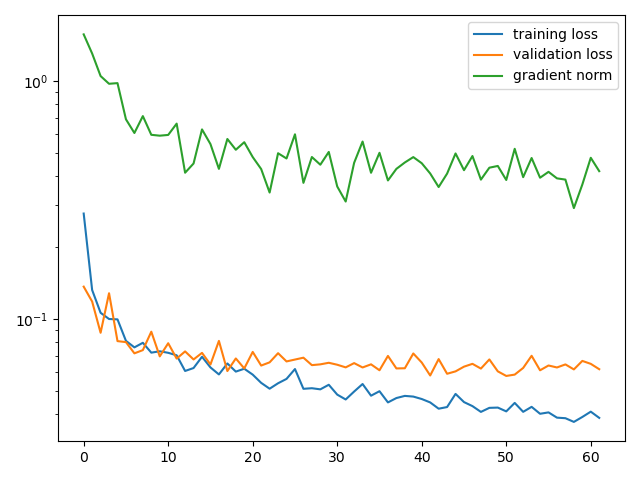 training loss
validation loss
gradient norm
10⁰
10⁻¹
0 10 20 30 40 50 60